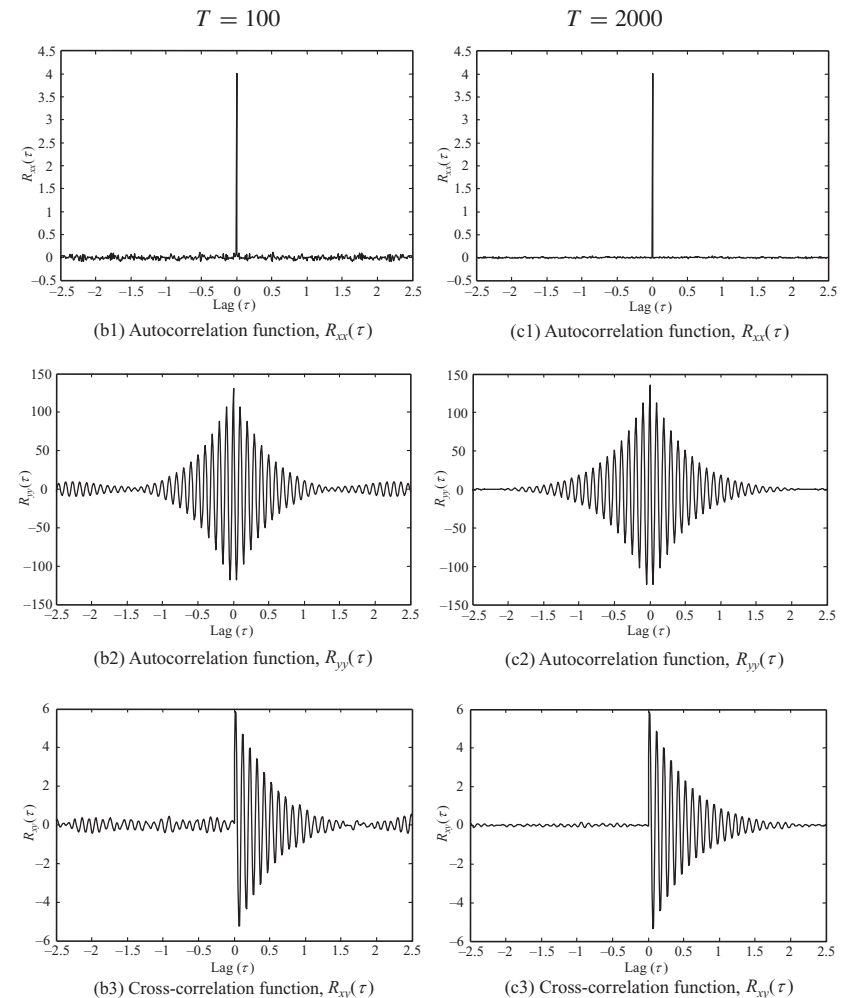 T = 100
T = 2000
4.5
4
3.5
3
2.5
2
1.5
1
0.5
0
−0.5
R_xx(τ)
−2.5 −2 −1.5 −1 −0.5 0 0.5 1 1.5 2 2.5
Lag (τ)
(b1) Autocorrelation function, R_xx(τ)
4.5
4
3.5
3
2.5
2
1.5
1
0.5
0
−0.5
R_xx(τ)
−2.5 −2 −1.5 −1 −0.5 0 0.5 1 1.5 2 2.5
Lag (τ)
(c1) Autocorrelation function, R_xx(τ)
150
100
50
0
−50
−100
−150
R_yy(τ)
−2.5 −2 −1.5 −1 −0.5 0 0.5 1 1.5 2 2.5
Lag (τ)
(b2) Autocorrelation function, R_yy(τ)
150
100
50
0
−50
−100
−150
R_yy(τ)
−2.5 −2 −1.5 −1 −0.5 0 0.5 1 1.5 2 2.5
Lag (τ)
(c2) Autocorrelation function, R_yy(τ)
6
4
2
0
−2
−4
−6
R_xy(τ)
−2.5 −2 −1.5 −1 −0.5 0 0.5 1 1.5 2 2.5
Lag (τ)
(b3) Cross-correlation function, R_xy(τ)
6
4
2
0
−2
−4
6
R_xy(τ)
−2.5 −2 −1.5 −1 −0.5 0 0.5 1 1.5 2 2.5
Lag (τ)
(c3) Cross-correlation function, R_xy(τ)